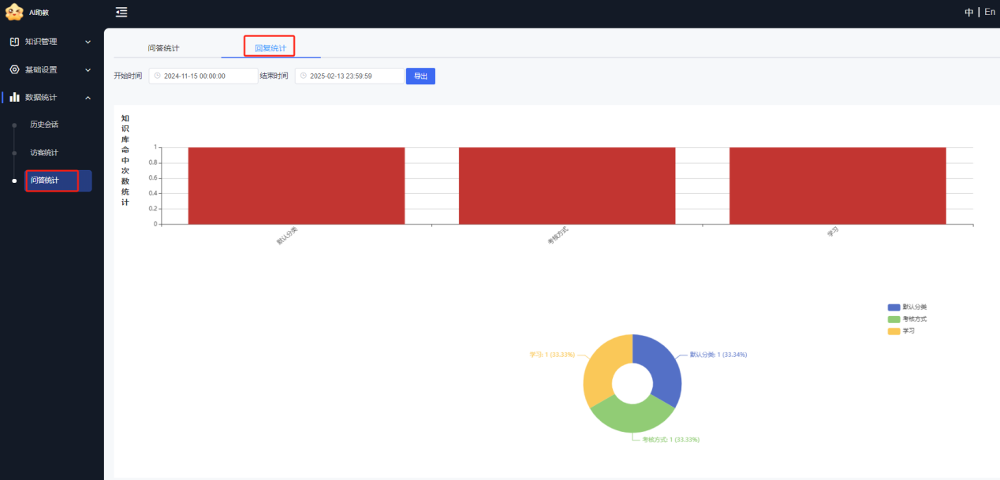 AI助教
中 | En
知识管理
基础设置
数据统计
历史会话
访客统计
问答统计
问答统计
回复统计
开始时间 2024-11-15 00:00:00 结束时间 2025-02-13 23:59:59 导出
知识库命中次数统计
1
0.8
0.6
0.4
0.2
0
默认分类 考核方式 学习
默认分类
考核方式
学习
学习: 1 (33.33%)
默认分类: 1 (33.34%)
考核方式: 1 (33.33%)